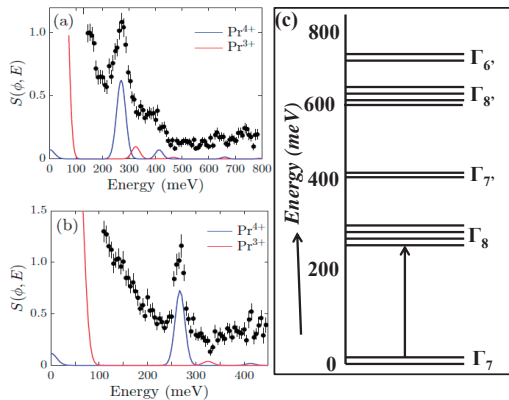 (a)
Pr4+
Pr3+
1.0
0.5
0.0
S(ϕ, E)
0 100 200 300 400 500 600 700 800
Energy (meV)
(b)
Pr4+
Pr3+
1.5
1.0
0.5
0.0
S(ϕ, E)
0 100 200 300 400
Energy (meV)
(c)
800
600
400
200
0
Energy (meV)
Γ6’
Γ8’
Γ7’
Γ8
Γ7